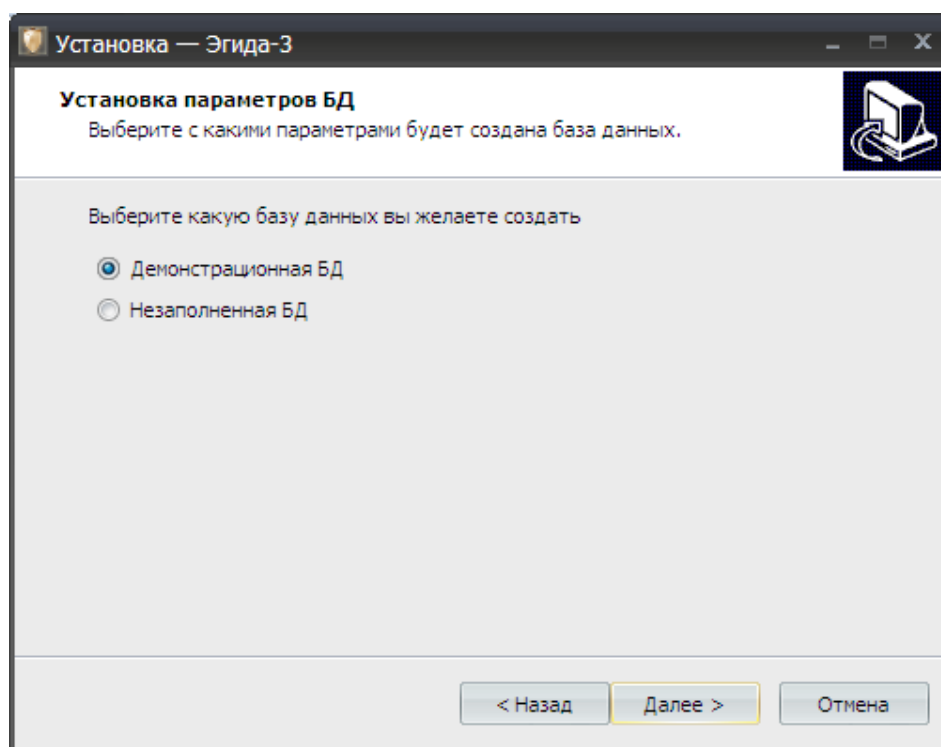 Установка — Эгида-3
Установка параметров БД
Выберите с какими параметрами будет создана база данных.
Выберите какую базу данных вы желаете создать
Демонстрационная БД
Незаполненная БД
< Назад
Далее >
Отмена